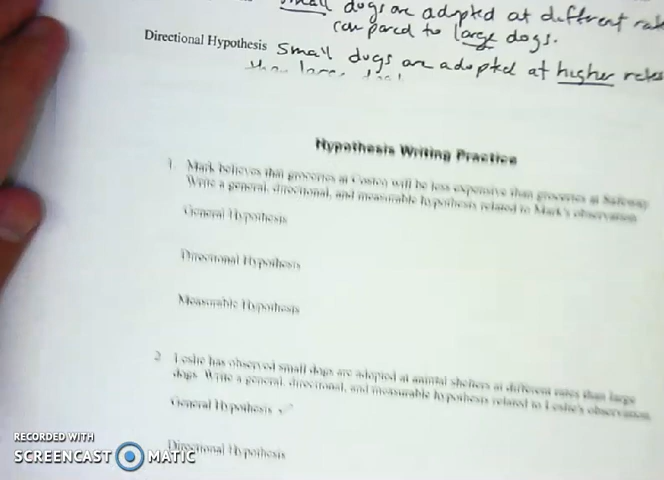 small dogs are adopted at different
compared to large dogs.
Directional Hypothesis small dogs are adopted at higher rates
than large
Hypothesis Writing Practice
1. Mark believes that groceries at Costco will be less expensive than groceries at Safeway
Write a general, directional, and measurable hypothesis related to Mark's observation
General Hypothesis
Directional Hypothesis
Measurable Hypothesis
2 Leslie has observed small dogs are adopted at animal shelters at different rates than large
dogs. Write a general, directional, and measurable hypothesis related to Leslie's observation
General Hypothesis ✓
Directional Hypothesis
RECORDED WITH
SCREENCAST MATIC